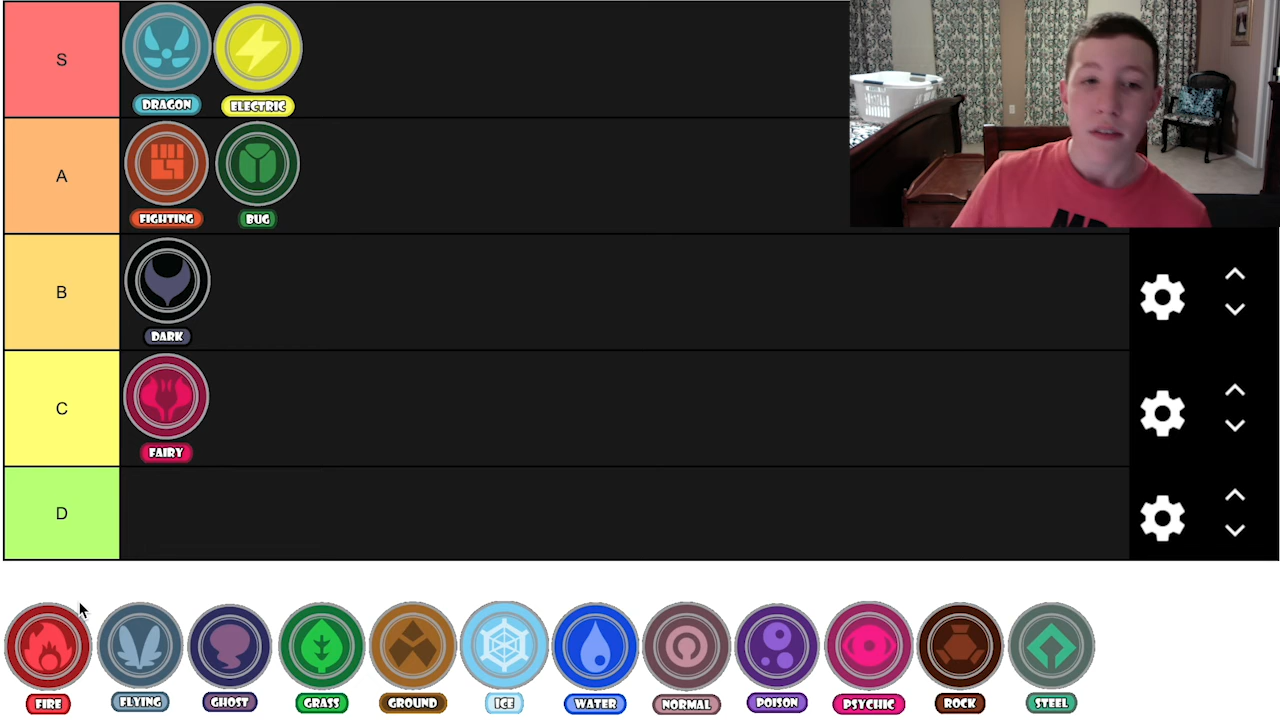 S
DRAGON
ELECTRIC
A
FIGHTING
BUG
B
DARK
C
FAIRY
D
FIRE
FLYING
GHOST
GRASS
GROUND
ICE
WATER
NORMAL
POISON
PSYCHIC
ROCK
STEEL